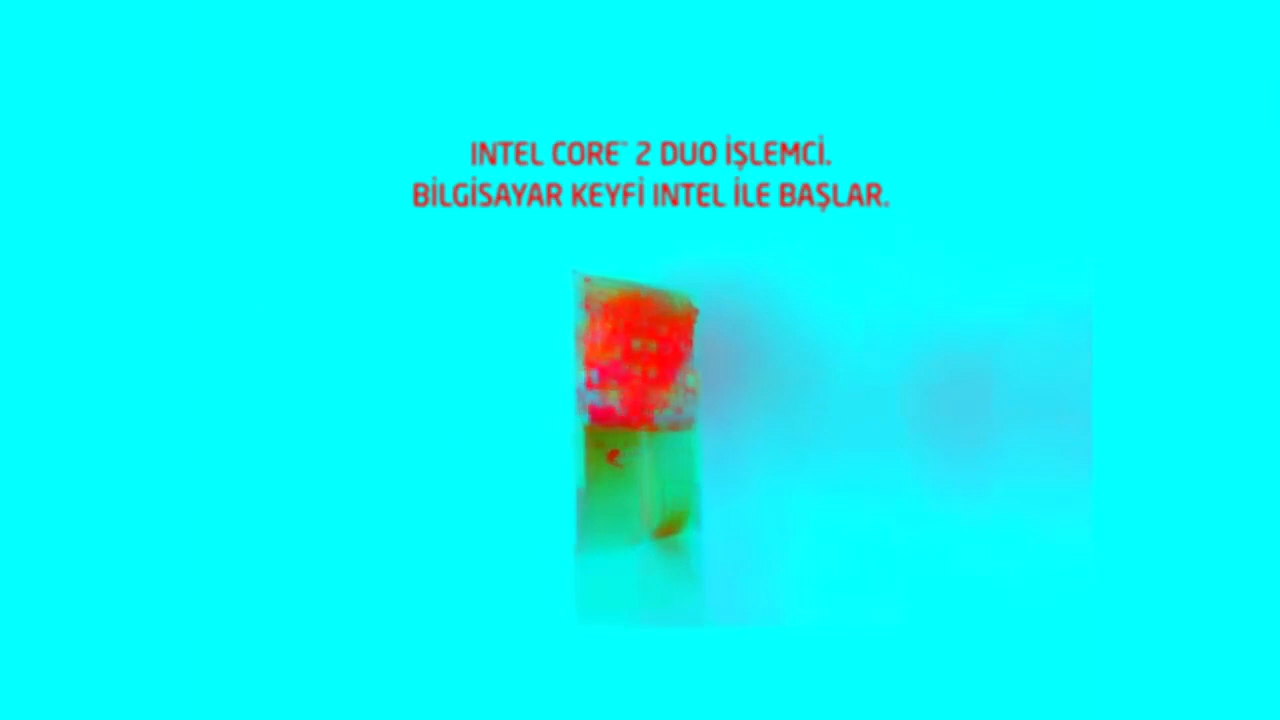 INTEL CORE™ 2 DUO İŞLEMCİ.
BİLGİSAYAR KEYFİ INTEL İLE BAŞLAR.